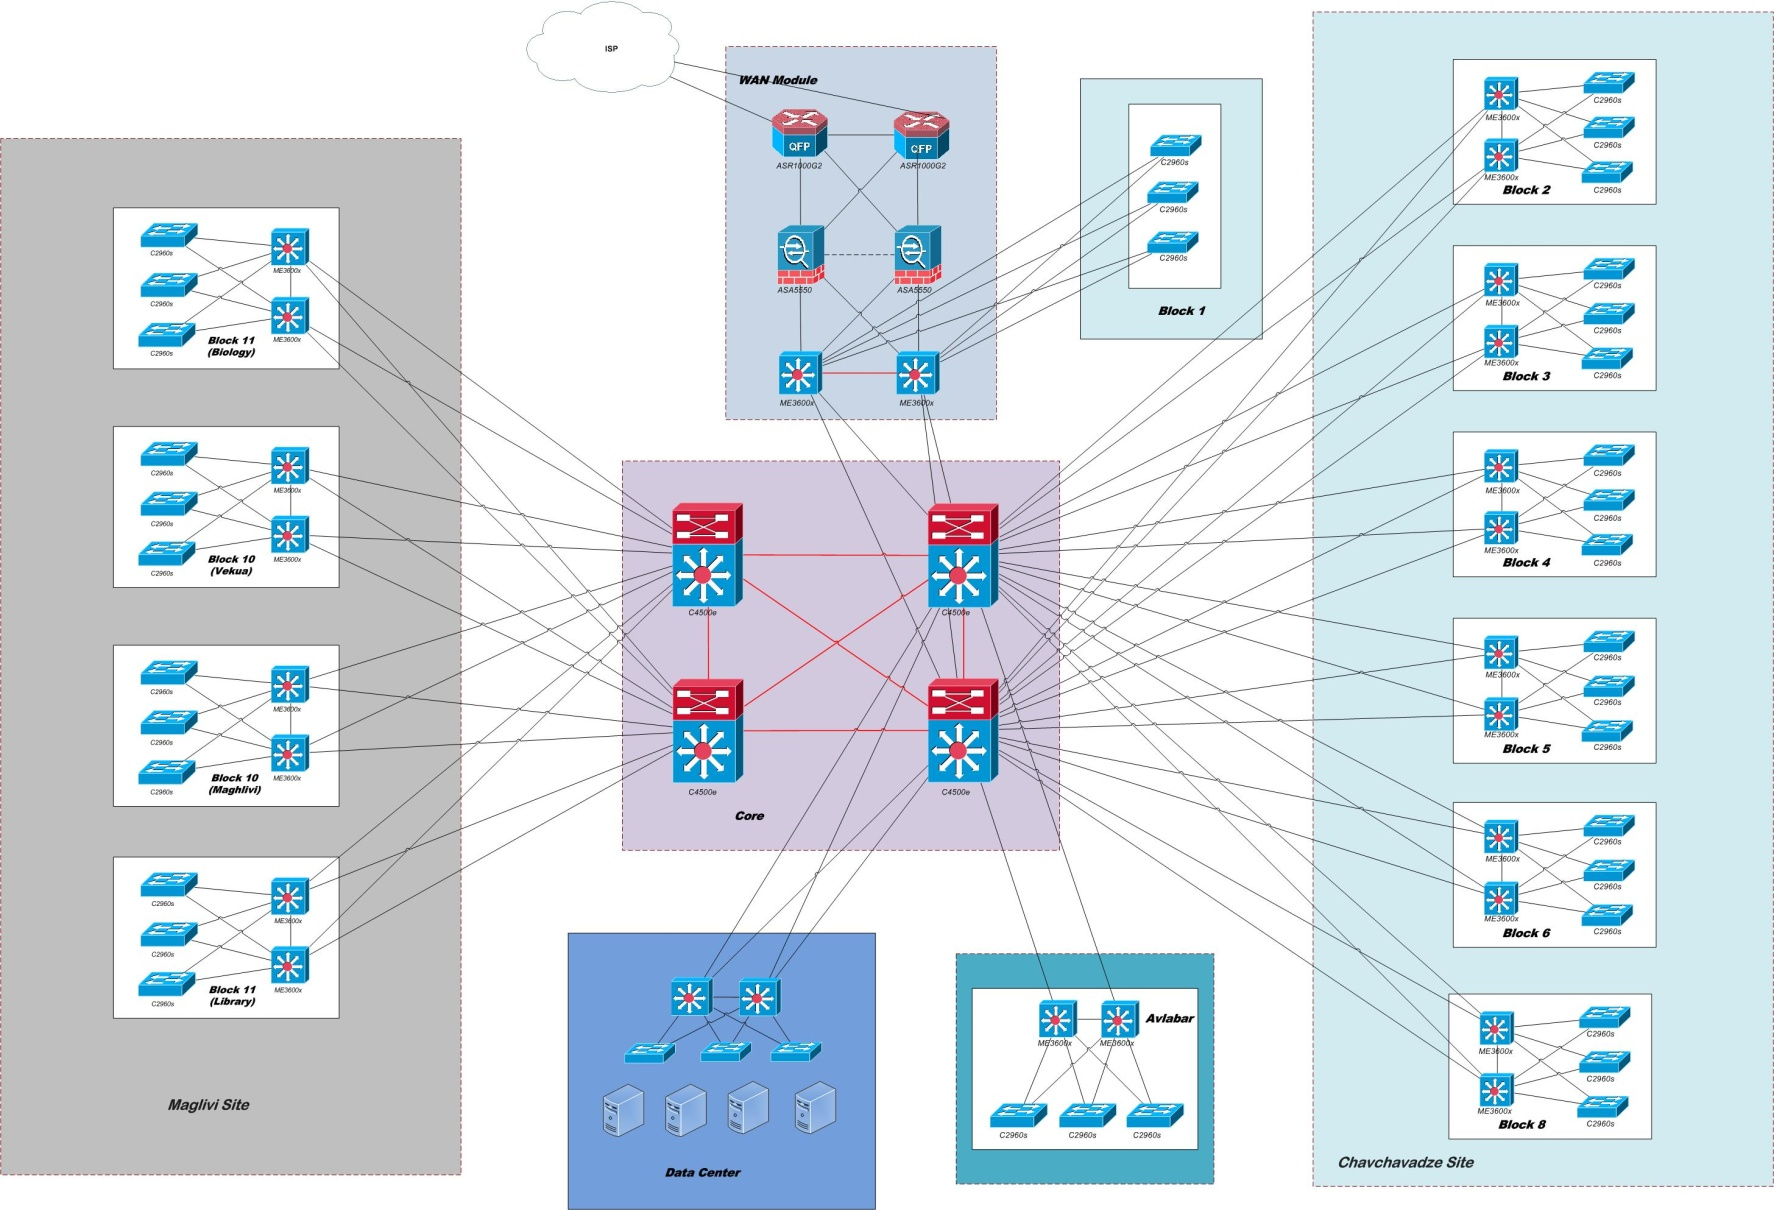 ISP
WAN Module
QFP
CFP
ASR1000G2
ASR1000G2
ASA5550
ASA5550
ME3600x
ME3600x
C2960s
C2960s
C2960s
Block 1
C2960s
ME3600x
C2960s
ME3600x
C2960s
Block 11
(Biology)
C2960s
ME3600x
C2960s
ME3600x
C2960s
Block 10
(Vekua)
C2960s
ME3600x
C2960s
ME3600x
C2960s
Block 10
(Maghlivi)
C2960s
ME3600x
C2960s
ME3600x
C2960s
Block 11
(Library)
Maglivi Site
C4500e
C4500e
C4500e
C4500e
Core
Data Center
Avlabar
ME3600x
ME3600x
C2960s
C2960s
C2960s
ME3600x
C2960s
C2960s
ME3600x
C2960s
Block 2
ME3600x
C2960s
C2960s
ME3600x
C2960s
Block 3
ME3600x
C2960s
C2960s
ME3600x
C2960s
Block 4
ME3600x
C2960s
C2960s
ME3600x
C2960s
Block 5
ME3600x
C2960s
C2960s
ME3600x
C2960s
Block 6
ME3600x
C2960s
C2960s
ME3600x
C2960s
Block 8
Chavchavadze Site